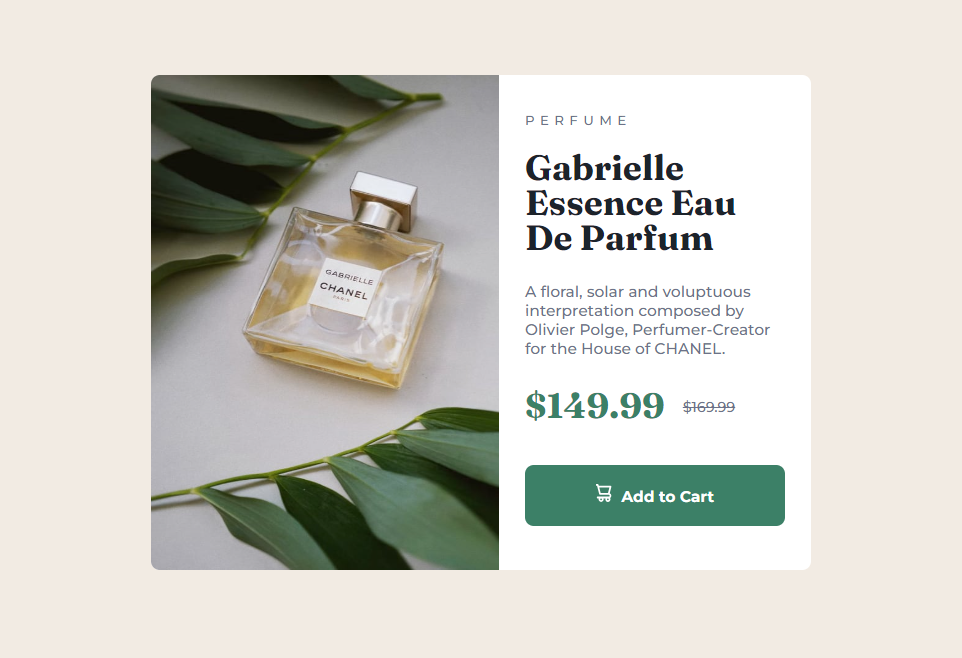 GABRIELLE
CHANEL
PARIS
PERFUME
Gabrielle
Essence Eau
De Parfum
A floral, solar and voluptuous
interpretation composed by
Olivier Polge, Perfumer-Creator
for the House of CHANEL.
$149.99 $169.99
Add to Cart